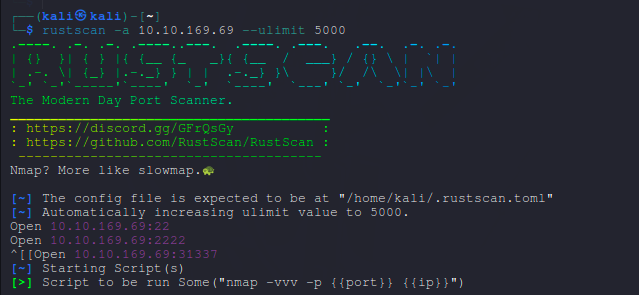 ┌──(kali㉿kali)-[~]
└─$ rustscan -a 10.10.169.69 --ulimit 5000
.----. .-. .-. .----..---.  .----. .---.   .--.  .-. .-.
| {}  }| { } |{ {__ {_   _}{ {__  /  ___} / {} \ |  `| |
| .-. \| {_} |.-._} } | |  .-._} }\     }/  /\  \| |\  |
`-' `-'`-----'`----'  `-'  `----'  `---' `-'  `-'`-' `-'
The Modern Day Port Scanner.
________________________________________
: https://discord.gg/GFrQsGy           :
: https://github.com/RustScan/RustScan :
 --------------------------------------
Nmap? More like slowmap.🐢
[~] The config file is expected to be at "/home/kali/.rustscan.toml"
[~] Automatically increasing ulimit value to 5000.
Open 10.10.169.69:22
Open 10.10.169.69:2222
^[[Open 10.10.169.69:31337
[~] Starting Script(s)
[>] Script to be run Some("nmap -vvv -p {{port}} {{ip}}")